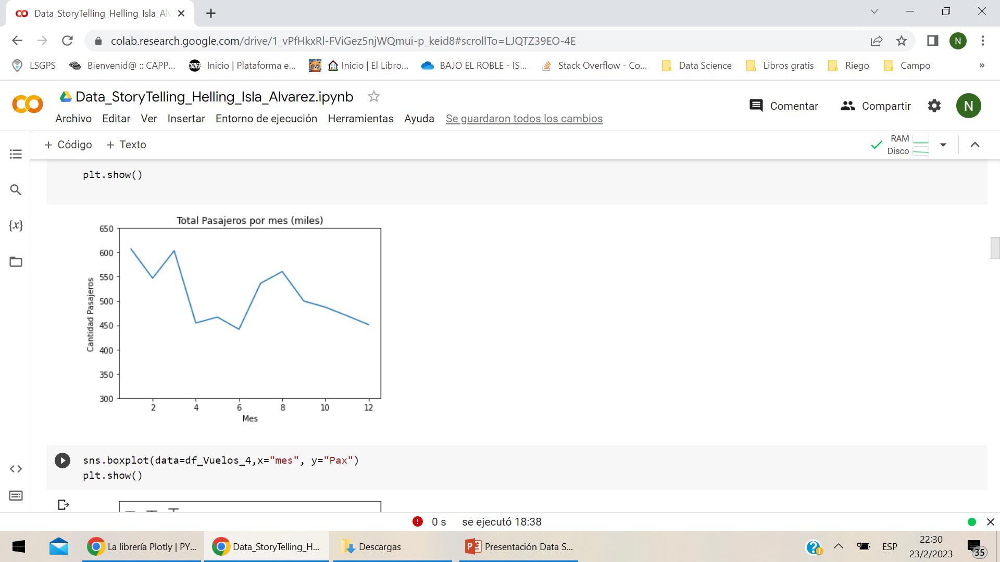 Data_StoryTelling_Helling_Isla_Al
colab.research.google.com/drive/1_vPfHkxRl-FViGez5njWQmui-p_keid8#scrollTo=LJQTZ39EO-4E
N
LSGPS
Bienvenid@ :: CAPP...
CODER
Inicio | Plataforma e...
Inicio | El Libro...
BAJO EL ROBLE - IS...
Stack Overflow - Co...
Data Science
Libros gratis
Riego
Campo
»
Data_StoryTelling_Helling_Isla_Alvarez.ipynb
Comentar
Compartir
N
Archivo Editar Ver Insertar Entorno de ejecución Herramientas Ayuda Se guardaron todos los cambios
+ Código + Texto
RAM
Disco
{x}
plt.show()
Total Pasajeros por mes (miles)
650
600
550
500
450
400
350
300
Cantidad Pasajeros
2 4 6 8 10 12
Mes
sns.boxplot(data=df_Vuelos_4,x="mes", y="Pax")
plt.show()
0 s se ejecutó 18:38
La librería Plotly | PY...
Data_StoryTelling_H...
Descargas
Presentación Data S...
ESP
22:30
23/2/2023
35